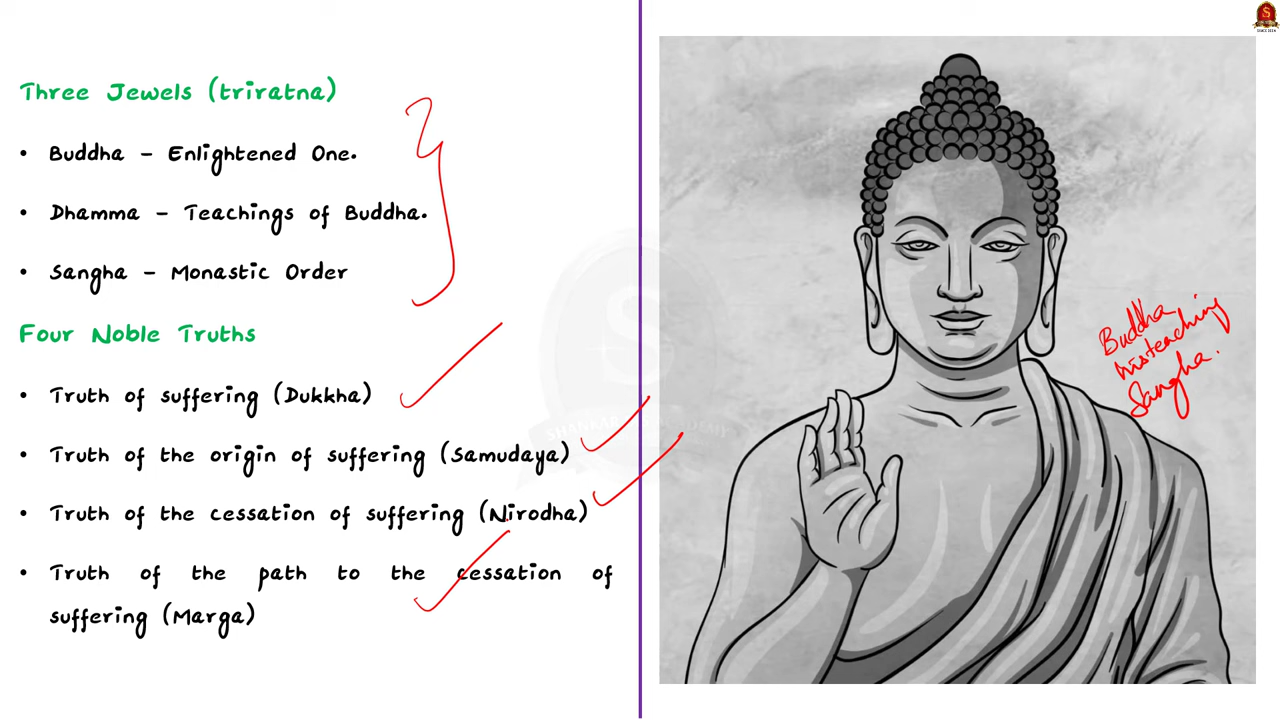 Three Jewels (triratna)
• Buddha – Enlightened One.
• Dhamma – Teachings of Buddha.
• Sangha – Monastic Order
Four Noble Truths
• Truth of suffering (Dukkha)
• Truth of the origin of suffering (Samudaya)
• Truth of the cessation of suffering (Nirodha)
• Truth of the path to the cessation of
suffering (Marga)
Buddha
histeaching
Sangha.